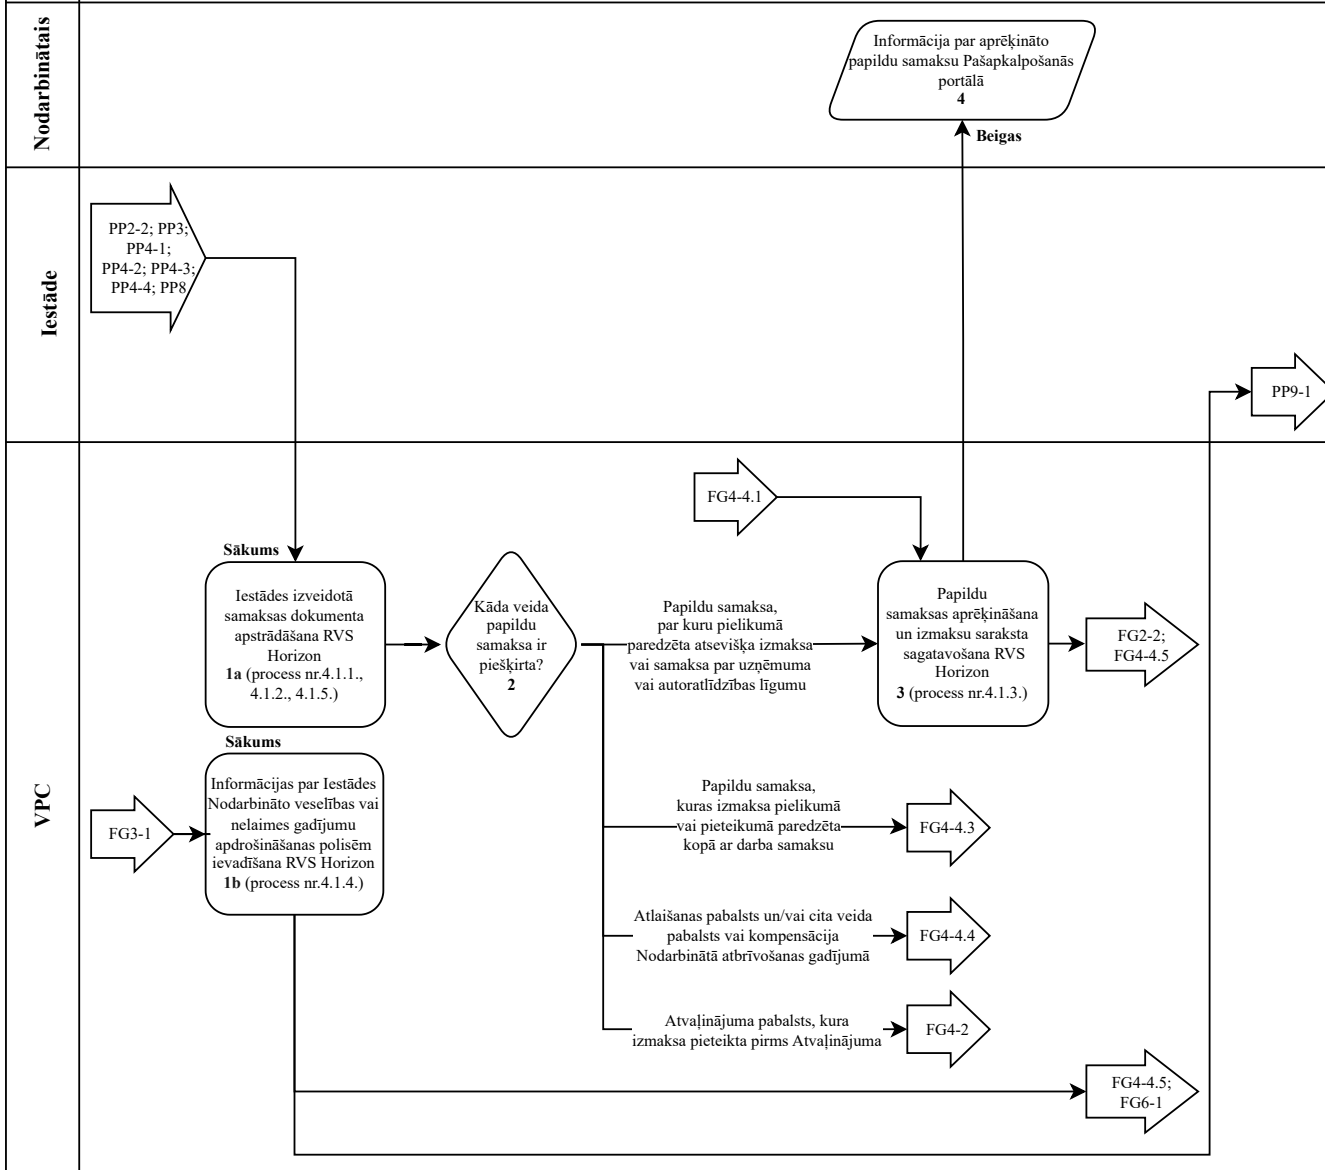 Nodarbinātais
Informācija par aprēķināto
papildu samaksu Pašapkalpošanās
portālā
4
Beigas
Iestāde
PP2-2; PP3;
PP4-1;
PP4-2; PP4-3;
PP4-4; PP8
PP9-1
VPC
FG4-4.1
Sākums
Iestādes izveidotā
samaksas dokumenta
apstrādāšana RVS
Horizon
1a (process nr.4.1.1.,
4.1.2., 4.1.5.)
Kāda veida
papildu
samaksa ir
piešķirta?
2
Papildu samaksa,
par kuru pielikumā
paredzēta atsevišķa izmaksa
vai samaksa par uzņēmuma
vai autoratlīdzības līgumu
Papildu
samaksas aprēķināšana
un izmaksu saraksta
sagatavošana RVS
Horizon
3 (process nr.4.1.3.)
FG2-2;
FG4-4.5
Sākums
FG3-1
Informācijas par Iestādes
Nodarbināto veselības vai
nelaimes gadījumu
apdrošināšanas polisēm
ievadīšana RVS Horizon
1b (process nr.4.1.4.)
Papildu samaksa,
kuras izmaksa pielikumā
vai pieteikumā paredzēta
kopā ar darba samaksu
FG4-4.3
Atlaišanas pabalsts un/vai cita veida
pabalsts vai kompensācija
Nodarbinātā atbrīvošanas gadījumā
FG4-4.4
Atvaļinājuma pabalsts, kura
izmaksa pieteikta pirms Atvaļinājuma
FG4-2
FG4-4.5;
FG6-1